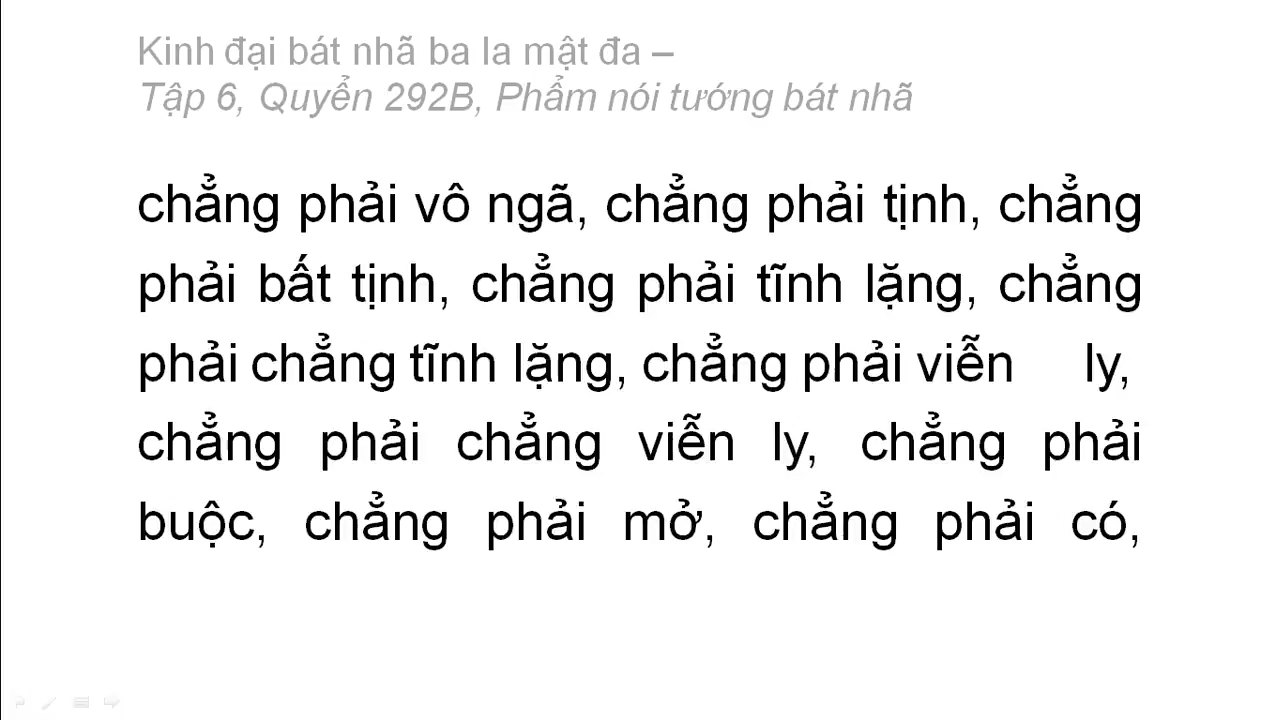 Kinh đại bát nhã ba la mật đa –
Tập 6, Quyển 292B, Phẩm nói tướng bát nhã
chẳng phải vô ngã, chẳng phải tịnh, chẳng
phải bất tịnh, chẳng phải tĩnh lặng, chẳng
phải chẳng tĩnh lặng, chẳng phải viễn ly,
chẳng phải chẳng viễn ly, chẳng phải
buộc, chẳng phải mở, chẳng phải có,